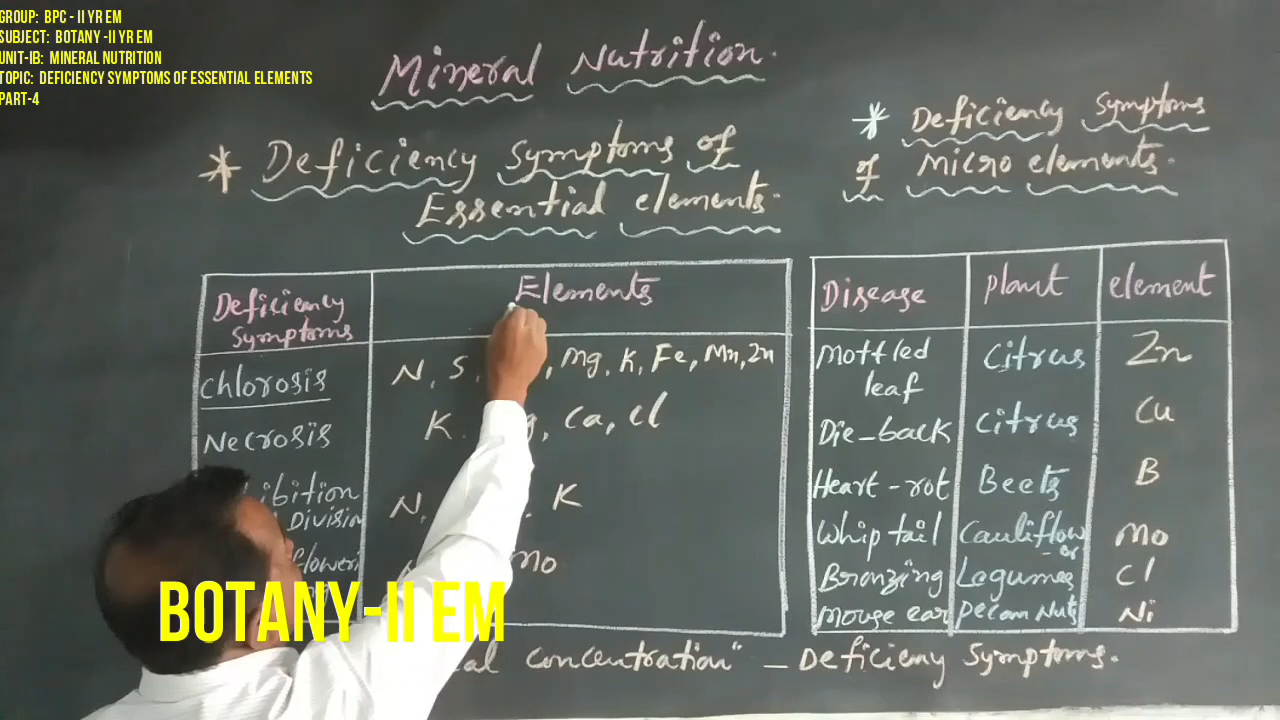 GROUP: BPC - II YR EM
SUBJECT: BOTANY -II YR EM
UNIT-IB: MINERAL NUTRITION
TOPIC: DEFICIENCY SYMPTOMS OF ESSENTIAL ELEMENTS
PART-4
Mineral Nutrition.
* Deficiency Symptoms of
Essential elements.
Deficiency
Symptoms
Elements
Chlorosis
N, S, , Mg, K, Fe, Mn, Zn
Necrosis
K, , Ca, Cl
Division
N, K
Mo
* Deficiency Symptoms
of Micro elements.
Disease Plant element
Mottled
leaf
Citrus Zn
Die-back Citrus Cu
Heart-rot Beets B
Whip tail Cauliflow
er
Mo
Bronzing Legumes Cl
Mouse ear Pecan Nuts Ni
concentration" - Deficieny Symptoms.
BOTANY-II EM